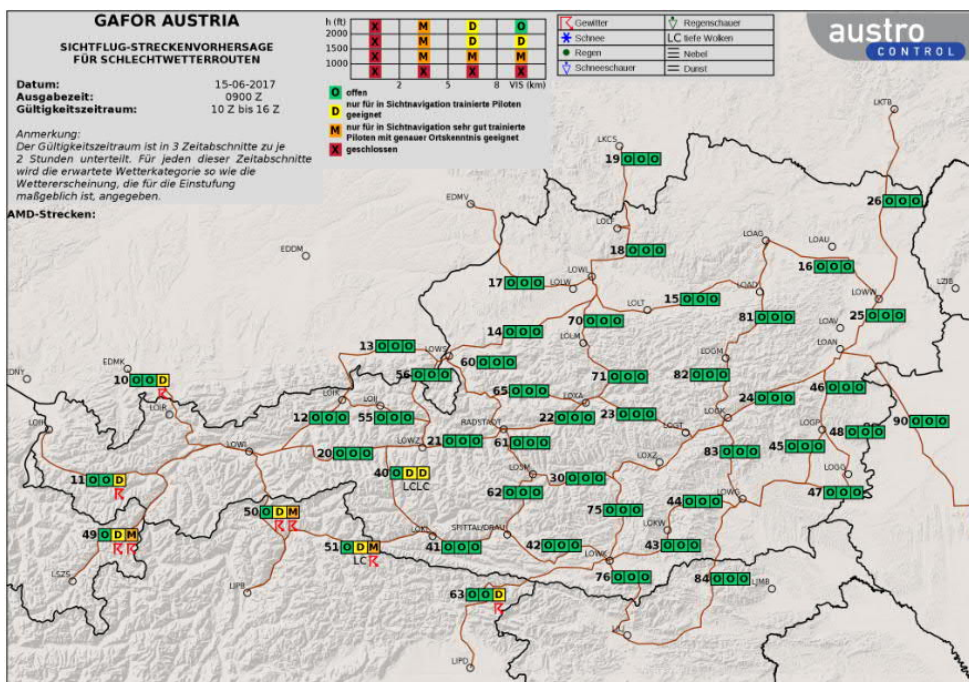 GAFOR AUSTRIA
SICHTFLUG-STRECKENVORHERSAGE
FÜR SCHLECHTWETTERROUTEN
Datum: 15-06-2017
Ausgabezeit: 0900 Z
Gültigkeitszeitraum: 10 Z bis 16 Z
Anmerkung:
Der Gültigkeitszeitraum ist in 3 Zeitabschnitte zu je
2 Stunden unterteilt. Für jeden dieser Zeitabschnitte
wird die erwartete Wetterkategorie so wie die
Wettererscheinung, die für die Einstufung
maßgeblich ist, angegeben.
AMD-Strecken:
h (ft)
X M D O
2000
X M D D
1500
X M M M
1000
X X X X
2 5 8 VIS (km)
O offen
D nur für in Sichtnavigation trainierte Piloten
geeignet
M nur für in Sichtnavigation sehr gut trainierte
Piloten mit genauer Ortskenntnis geeignet
X geschlossen
Gewitter Regenschauer
Schnee LC tiefe Wolken
Regen Nebel
Schneeschauer Dunst
austro
CONTROL
LKTB
LKCS
19 O O O
EDMV
26 O O O
LOLF
LOAG
LOAU
EDDM
18 O O O
16 O O O
17 O O O
LOWL
LOLW
LOAD
LZIB
15 O O O
LOWW
LOLT
25 O O O
70 O O O
81 O O O
14 O O O
LOAV
LOLM
13 O O O
LOWS
LOAN
60 O O O
LOGM
EDMK
56 O O O
71 O O O
82 O O O
10 O O D
46 O O O
65 O O O
LOIJ
24 O O O
LOXA
LOIR
12 O O O
55 O O O
22 O O O
23 O O O
LOGK
90 O O O
RADSTADT
LOGP
48 O O O
LOGT
LOWI
LOWZ
21 O O O
61 O O O
45 O O O
20 O O O
83 O O O
LOXZ
40 O D D
LCLC
LOSM
30 O O O
LOGG
11 O O D
62 O O O
47 O O O
44 O O O
LOWG
50 O D M
75 O O O
49 O D M
LOKW
SPITTAL/DRAU
51 O D M
LC
41 O O O
42 O O O
43 O O O
LOWK
LSZS
76 O O O
84 O O O
LJMB
LIPB
63 O O D
LJLJ
LIPD